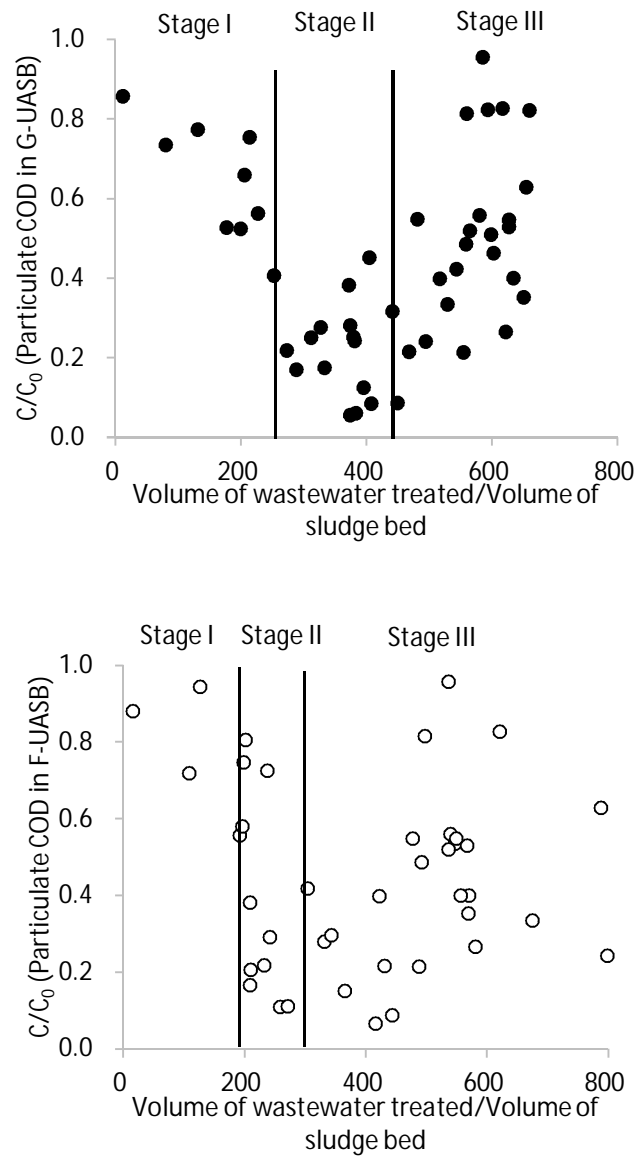 Stage I Stage II Stage III
C/C0 (Particulate COD in G-UASB)
1.0
0.8
0.6
0.4
0.2
0.0
0 200 400 600 800
Volume of wastewater treated/Volume of
sludge bed
Stage I Stage II Stage III
C/C0 (Particulate COD in F-UASB)
1.0
0.8
0.6
0.4
0.2
0.0
0 200 400 600 800
Volume of wastewater treated/Volume of
sludge bed